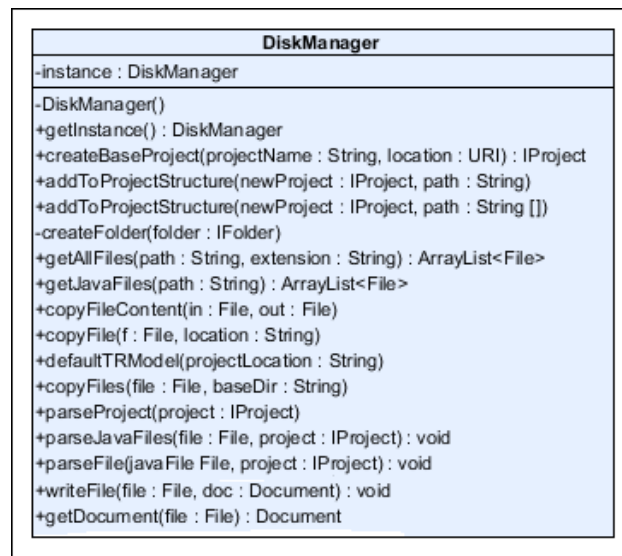 DiskManager
-instance : DiskManager
-DiskManager()
+getInstance() : DiskManager
+createBaseProject(projectName : String, location : URI) : IProject
+addToProjectStructure(newProject : IProject, path : String)
+addToProjectStructure(newProject : IProject, path : String [])
-createFolder(folder : IFolder)
+getAllFiles(path : String, extension : String) : ArrayList<File>
+getJavaFiles(path : String) : ArrayList<File>
+copyFileContent(in : File, out : File)
+copyFile(f : File, location : String)
+defaultTRModel(projectLocation : String)
+copyFiles(file : File, baseDir : String)
+parseProject(project : IProject)
+parseJavaFiles(file : File, project : IProject) : void
+parseFile(javaFile File, project : IProject) : void
+writeFile(file : File, doc : Document) : void
+getDocument(file : File) : Document